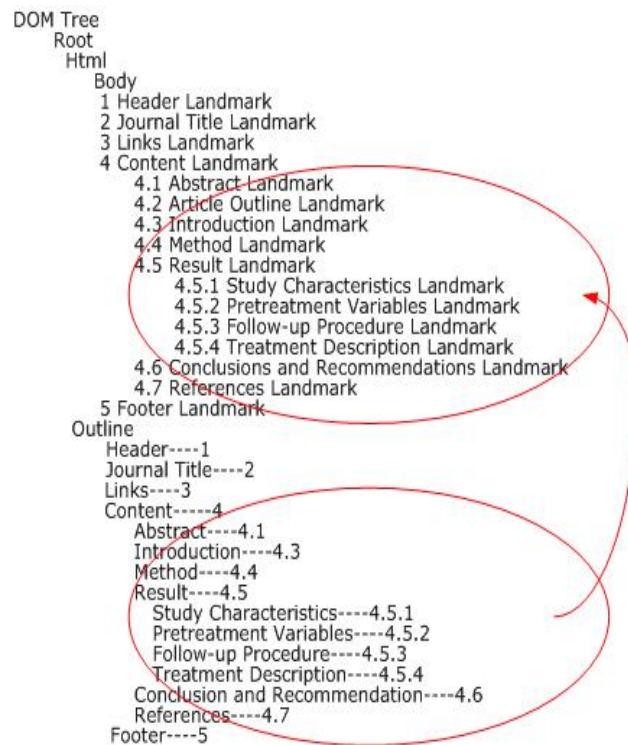 DOM Tree
Root
Html
Body
1 Header Landmark
2 Journal Title Landmark
3 Links Landmark
4 Content Landmark
4.1 Abstract Landmark
4.2 Article Outline Landmark
4.3 Introduction Landmark
4.4 Method Landmark
4.5 Result Landmark
4.5.1 Study Characteristics Landmark
4.5.2 Pretreatment Variables Landmark
4.5.3 Follow-up Procedure Landmark
4.5.4 Treatment Description Landmark
4.6 Conclusions and Recommendations Landmark
4.7 References Landmark
5 Footer Landmark
Outline
Header----1
Journal Title----2
Links----3
Content-----4
Abstract----4.1
Introduction----4.3
Method----4.4
Result----4.5
Study Characteristics----4.5.1
Pretreatment Variables----4.5.2
Follow-up Procedure----4.5.3
Treatment Description----4.5.4
Conclusion and Recommendation----4.6
References----4.7
Footer----5